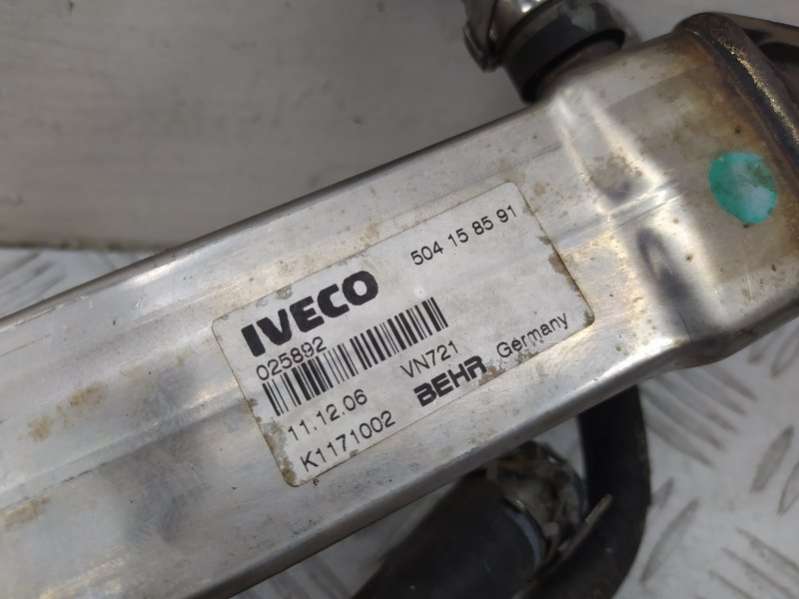 IVECO 504 15 85 91
025892
11.12.06 VN721
K1171002 BEHR Germany